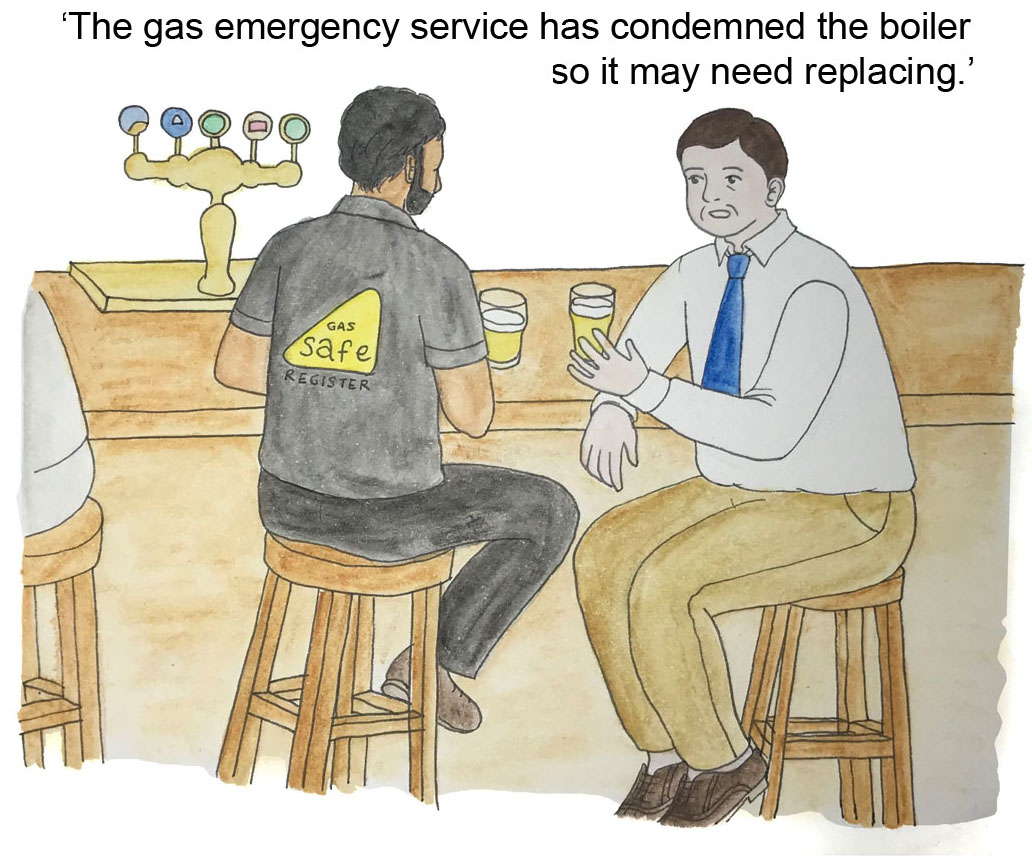 ‘The gas emergency service has condemned the boiler
so it may need replacing.’
GAS
safe
REGISTER